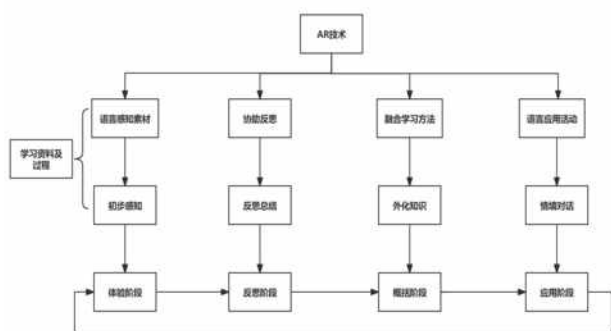 AR技术
语言感知素材
协助反思
融合学习方法
语言应用活动
学习资料及
过程
初步感知
反思总结
外化知识
情境对话
体验阶段
反思阶段
概括阶段
应用阶段